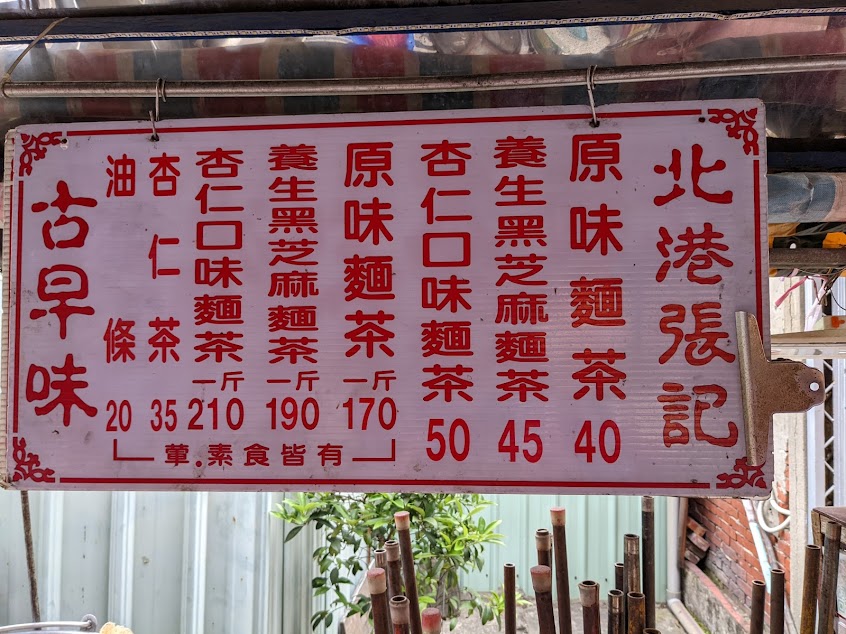 北港張記
原味麵茶 40
養生黑芝麻麵茶 45
杏仁口味麵茶 50
原味麵茶 一斤 170
養生黑芝麻麵茶 一斤 190
杏仁口味麵茶 一斤 210
有皆食素.葷
杏仁茶 35
油條 20
古早味